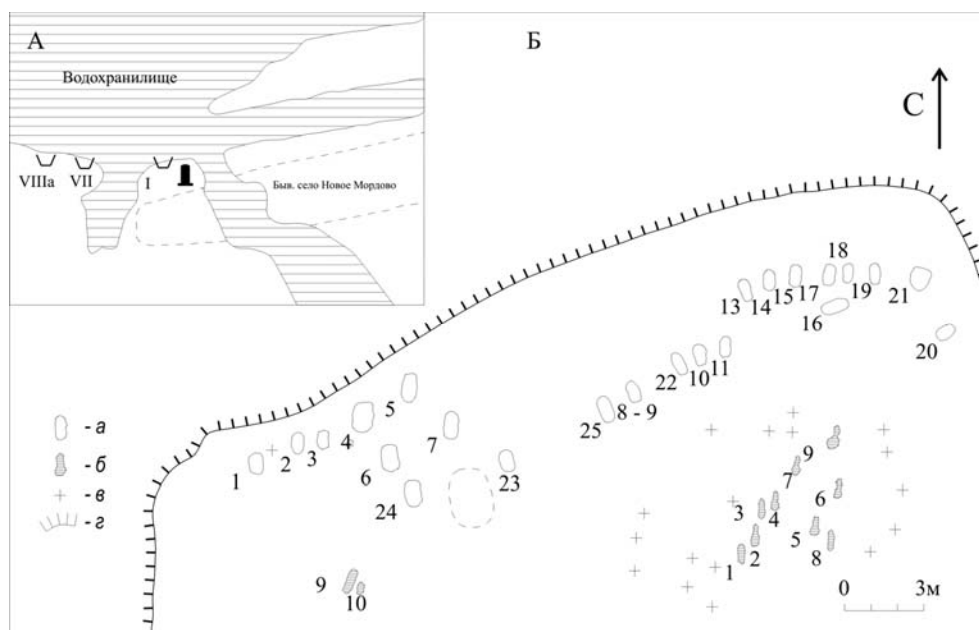 А
Б
Водохранилище
С
VIIIа
VII
I
Быв. село Новое Мордово
18
13
14
15
17
19
21
16
20
22
10
11
5
25
8 - 9
-а
4
7
-б
1
2
3
6
23
9
-в
24
7
-г
3
4
6
5
9
10
1
2
8
0
3м